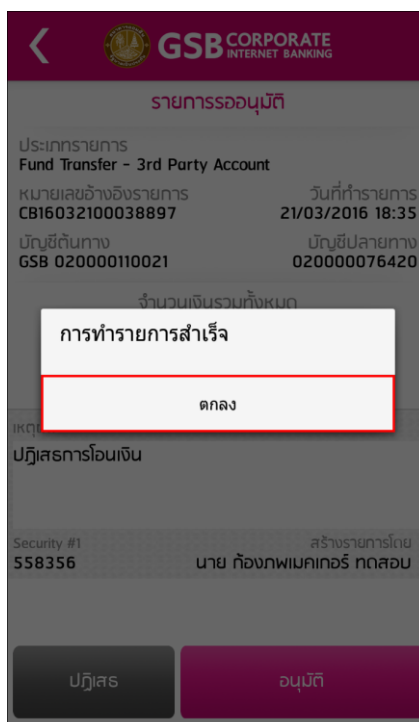 GSB CORPORATE
INTERNET BANKING
รายการรออนุมัติ
ประเภทรายการ
Fund Transfer - 3rd Party Account
หมายเลขอ้างอิงรายการ วันที่ทำรายการ
CB16032100038897 21/03/2016 18:35
บัญชีต้นทาง บัญชีปลายทาง
GSB 020000110021 020000076420
จำนวนเงินรวมทั้งหมด
การทำรายการสำเร็จ
ตกลง
ปฏิเสธการโอนเงิน
Security #1 สร้างรายการโดย
558356 นาย ก้องภพเมคเกอร์ ทดสอบ
ปฏิเสธ อนุมัติ